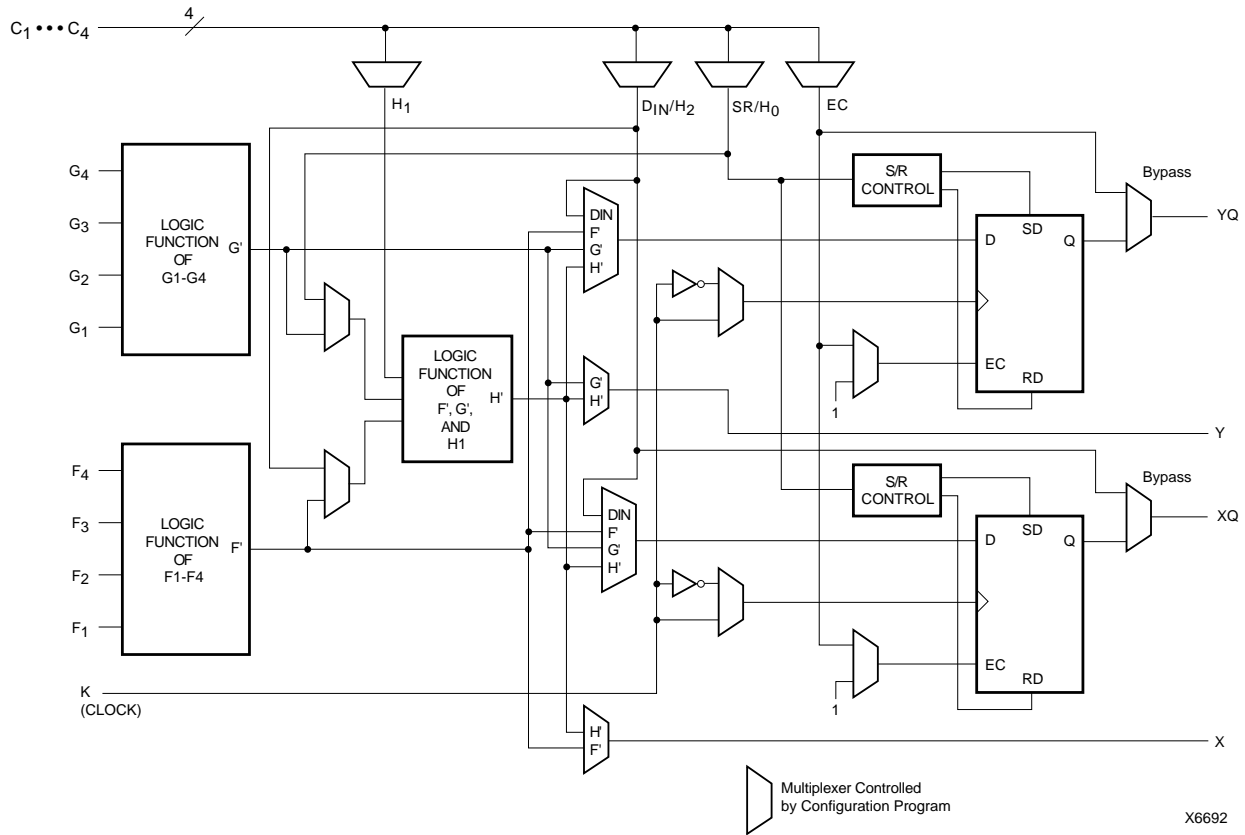 C1 ••• C4
4
H1
DIN/H2
SR/H0
EC
G4
G3
G2
G1
LOGIC
FUNCTION
OF
G1-G4
G'
DIN
F'
G'
H'
S/R
CONTROL
Bypass
D
SD
Q
YQ
EC
RD
1
LOGIC
FUNCTION
OF
F', G',
AND
H1
H'
G'
H'
Y
F4
F3
F2
F1
LOGIC
FUNCTION
OF
F1-F4
F'
DIN
F'
G'
H'
S/R
CONTROL
Bypass
D
SD
Q
XQ
EC
RD
1
K
(CLOCK)
H'
F'
X
Multiplexer Controlled
by Configuration Program
X6692